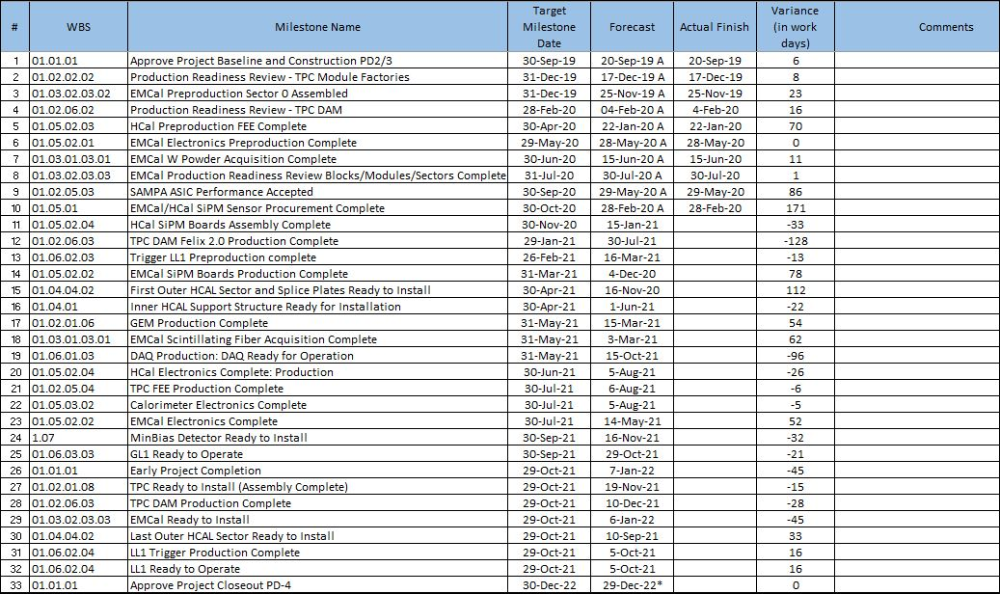 # WBS Milestone Name Target Milestone Date Forecast Actual Finish Variance (in work days) Comments
1 01.01.01 Approve Project Baseline and Construction PD2/3 30-Sep-19 20-Sep-19 A 20-Sep-19 6
2 01.02.02.02 Production Readiness Review - TPC Module Factories 31-Dec-19 17-Dec-19 A 17-Dec-19 8
3 01.03.02.03.02 EMCal Preproduction Sector 0 Assembled 31-Dec-19 25-Nov-19 A 25-Nov-19 23
4 01.02.06.02 Production Readiness Review - TPC DAM 28-Feb-20 04-Feb-20 A 4-Feb-20 16
5 01.05.02.03 HCal Preproduction FEE Complete 30-Apr-20 22-Jan-20 A 22-Jan-20 70
6 01.05.02.01 EMCal Electronics Preproduction Complete 29-May-20 28-May-20 A 28-May-20 0
7 01.03.01.03.01 EMCal W Powder Acquisition Complete 30-Jun-20 15-Jun-20 A 15-Jun-20 11
8 01.03.02.03.03 EMCal Production Readiness Review Blocks/Modules/Sectors Complete 31-Jul-20 30-Jul-20 A 30-Jul-20 1
9 01.02.05.03 SAMPA ASIC Performance Accepted 30-Sep-20 29-May-20 A 29-May-20 86
10 01.05.01 EMCal/HCal SiPM Sensor Procurement Complete 30-Oct-20 28-Feb-20 A 28-Feb-20 171
11 01.05.02.04 HCal SiPM Boards Assembly Complete 30-Nov-20 15-Jan-21 -33
12 01.02.06.03 TPC DAM Felix 2.0 Production Complete 29-Jan-21 30-Jul-21 -128
13 01.06.02.03 Trigger LL1 Preproduction complete 26-Feb-21 16-Mar-21 -13
14 01.05.02.02 EMCal SiPM Boards Production Complete 31-Mar-21 4-Dec-20 78
15 01.04.04.02 First Outer HCAL Sector and Splice Plates Ready to Install 30-Apr-21 16-Nov-20 112
16 01.04.01 Inner HCAL Support Structure Ready for Installation 30-Apr-21 1-Jun-21 -22
17 01.02.01.06 GEM Production Complete 31-May-21 15-Mar-21 54
18 01.03.01.03.01 EMCal Scintillating Fiber Acquisition Complete 31-May-21 3-Mar-21 62
19 01.06.01.03 DAQ Production: DAQ Ready for Operation 31-May-21 15-Oct-21 -96
20 01.05.02.04 HCal Electronics Complete: Production 30-Jun-21 5-Aug-21 -26
21 01.02.05.04 TPC FEE Production Complete 30-Jul-21 6-Aug-21 -6
22 01.05.03.02 Calorimeter Electronics Complete 30-Jul-21 5-Aug-21 -5
23 01.05.02.02 EMCal Electronics Complete 30-Jul-21 14-May-21 52
24 1.07 MinBias Detector Ready to Install 30-Sep-21 16-Nov-21 -32
25 01.06.03.03 GL1 Ready to Operate 30-Sep-21 29-Oct-21 -21
26 01.01.01 Early Project Completion 29-Oct-21 7-Jan-22 -45
27 01.02.01.08 TPC Ready to Install (Assembly Complete) 29-Oct-21 19-Nov-21 -15
28 01.02.06.03 TPC DAM Production Complete 29-Oct-21 10-Dec-21 -28
29 01.03.02.03.03 EMCal Ready to Install 29-Oct-21 6-Jan-22 -45
30 01.04.04.02 Last Outer HCAL Sector Ready to Install 29-Oct-21 10-Sep-21 33
31 01.06.02.04 LL1 Trigger Production Complete 29-Oct-21 5-Oct-21 16
32 01.06.02.04 LL1 Ready to Operate 29-Oct-21 5-Oct-21 16
33 01.01.01 Approve Project Closeout PD-4 30-Dec-22 29-Dec-22* 0